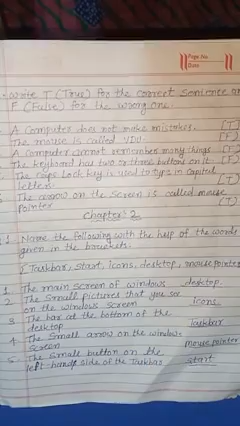 Page No.
Date
Write T (True) for the correct sentence an
F (False) for the wrong one.
A Computer does not make mistakes. (T)
The mouse is called VDU. (F)
A Computer cannot remember many things (F)
The keyboard has two or three buttons on it. (F)
The Caps Lock key is used to type in Capital
letters. (T)
The arrow on the Screen is called mouse
pointer (T)
Chapter 2
1. Name the following with the help of the words
given in the brackets.
[Taskbar, Start, icons, desktop, mouse pointer
1 The main screen of windows desktop.
2 The Small pictures that you see
on the windows screen icons.
3 The bar at the bottom of the
desktop Taskbar
4 The Small arrow on the window
screen mouse pointer
5. The Small button on the
left-hand side of the Taskbar start